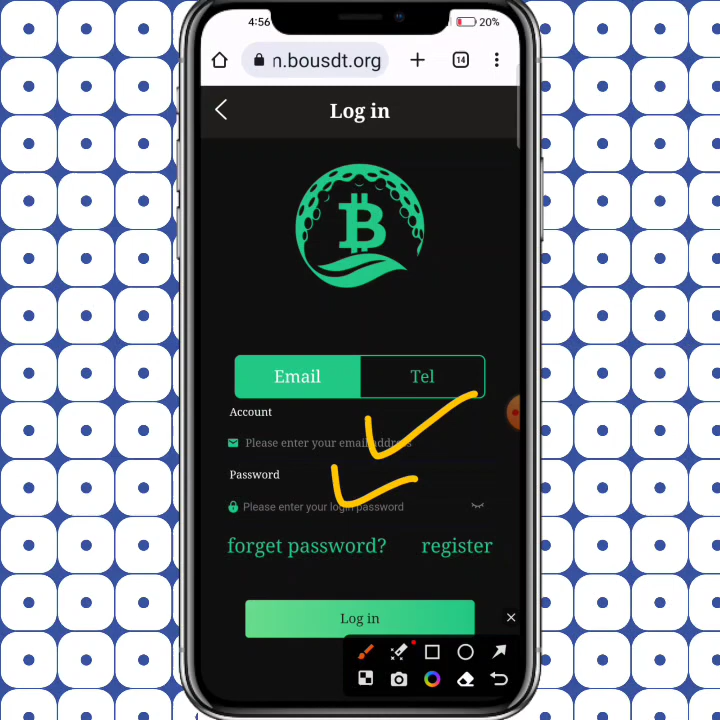 4:56
20%
n.bousdt.org
14
Log in
B
Email
Tel
Account
Please enter your email address
Password
Please enter your login password
forget password?
register
Log in